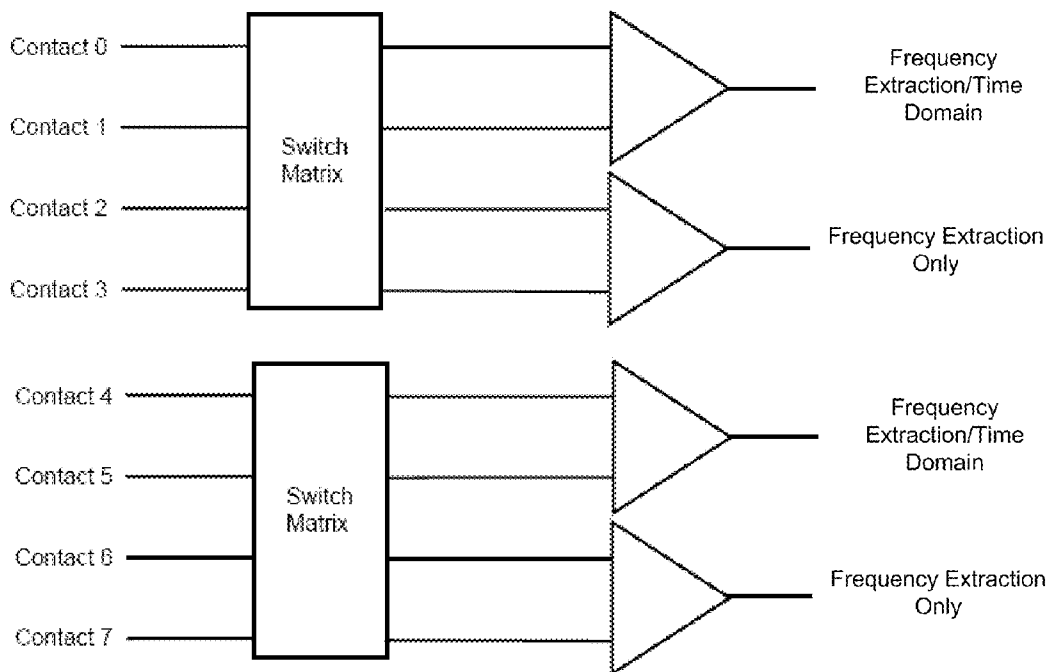 Contact 0
Contact 1
Contact 2
Contact 3
Switch
Matrix
Frequency
Extraction/Time
Domain
Frequency Extraction
Only
Contact 4
Contact 5
Contact 6
Contact 7
Switch
Matrix
Frequency
Extraction/Time
Domain
Frequency Extraction
Only